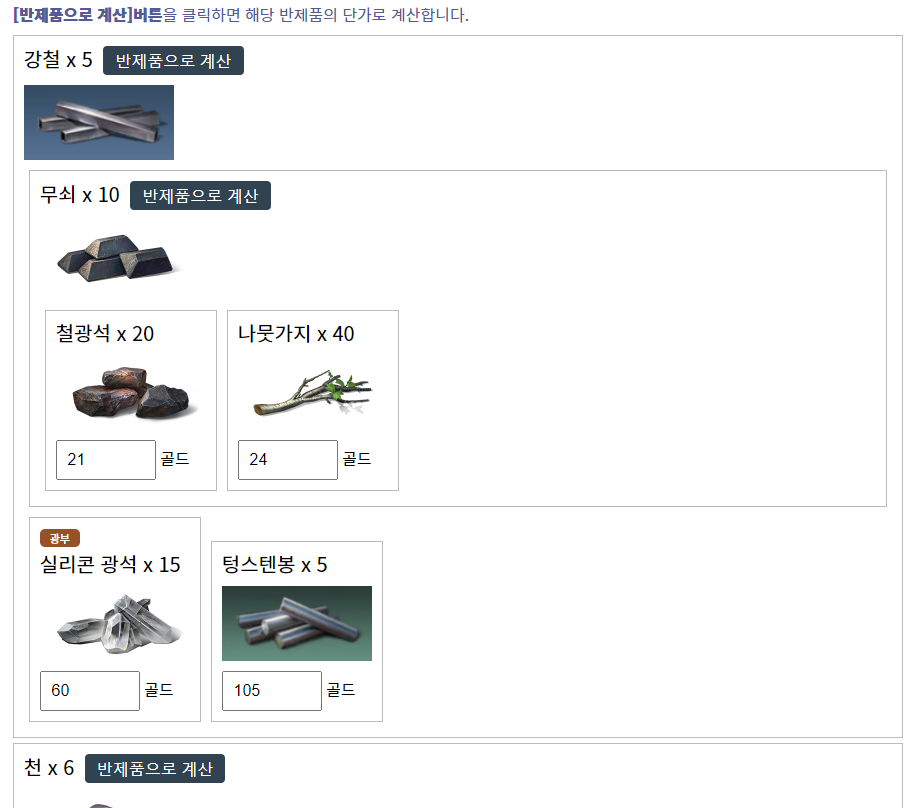 [반제품으로 계산]버튼을 클릭하면 해당 반제품의 단가로 계산합니다.
강철 x 5 반제품으로 계산
무쇠 x 10 반제품으로 계산
철광석 x 20 나뭇가지 x 40
21 골드 24 골드
광부
실리콘 광석 x 15 텅스텐봉 x 5
60 골드 105 골드
천 x 6 반제품으로 계산